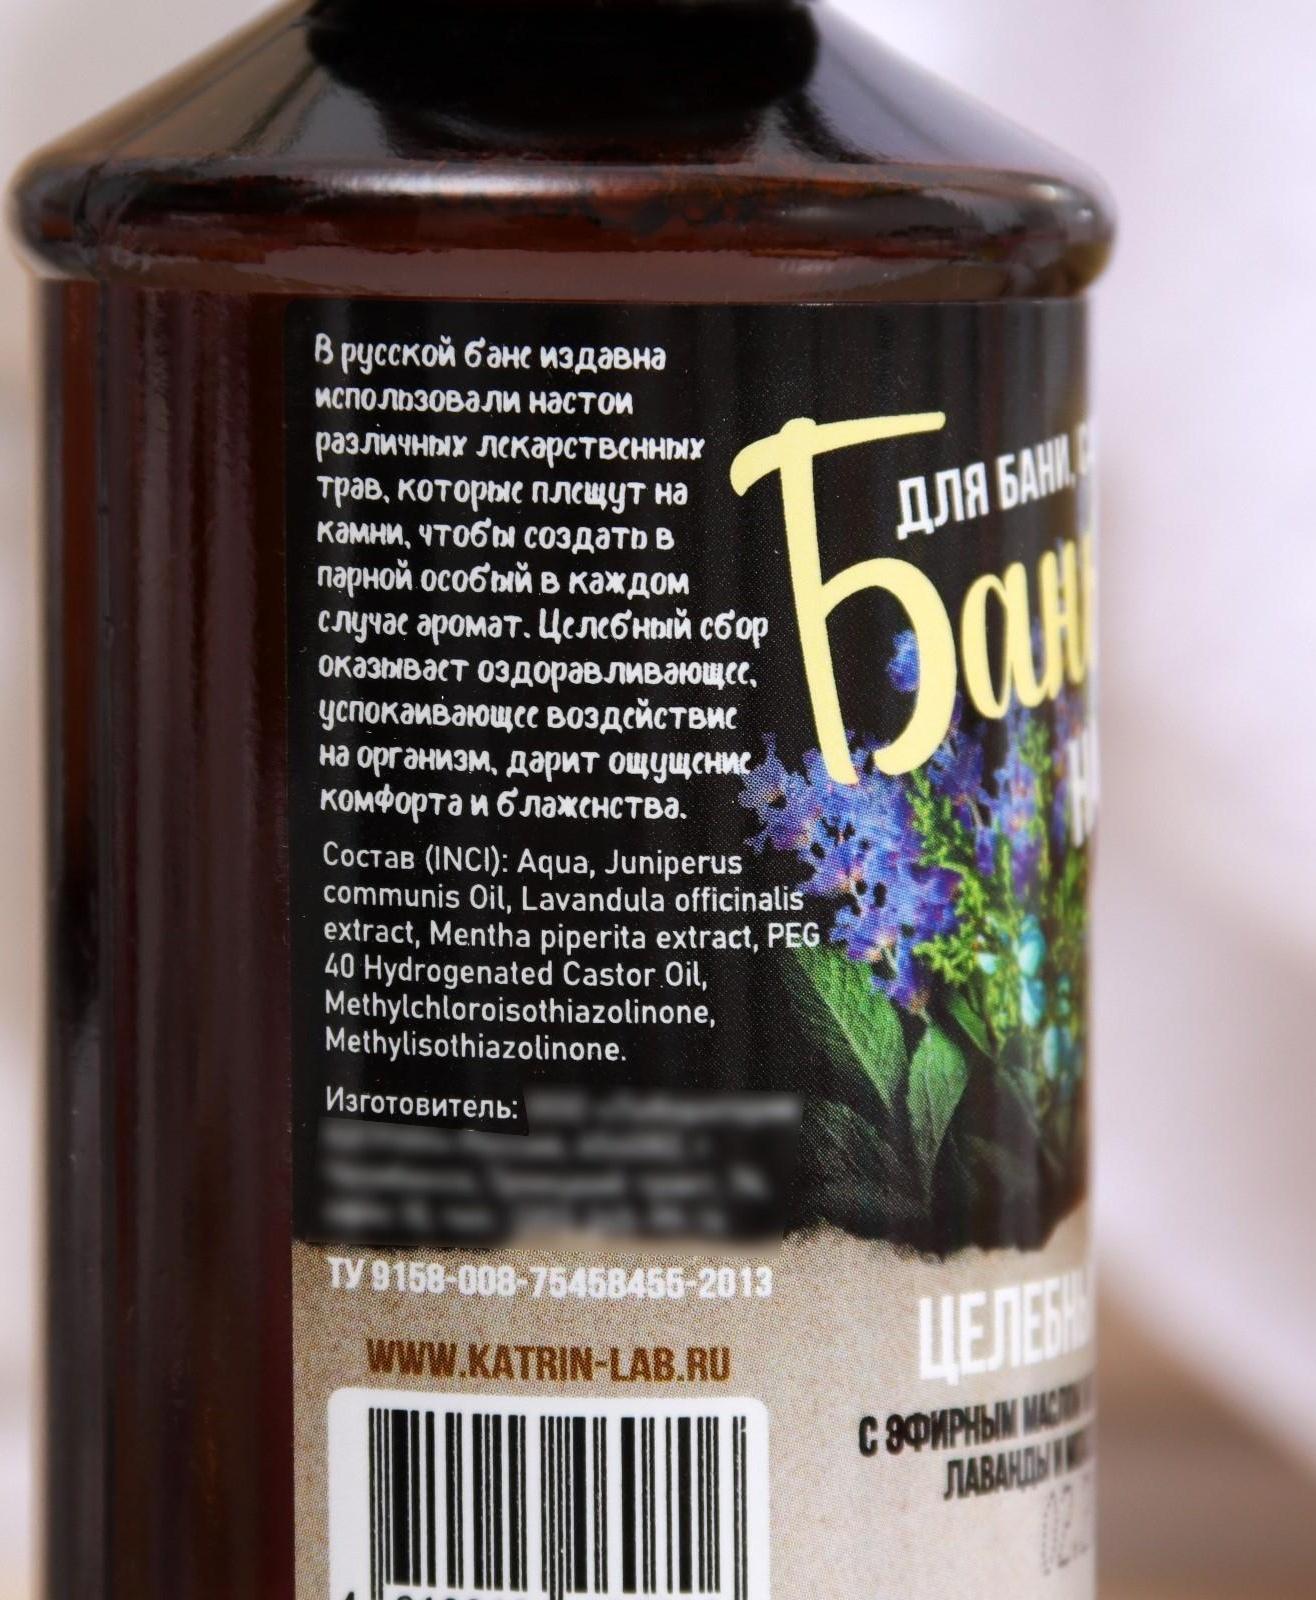 В русской бане издавна
использовали настои
различных лекарственных
трав, которые плещут на
камни, чтобы создать в
парной особый в каждом
случае аромат. Целебный сбор
оказывает оздоравливающее,
успокаивающее воздействие
на организм, дарит ощущение
комфорта и блаженства.
Состав (INCI): Aqua, Juniperus
communis Oil, Lavandula officinalis
extract, Mentha piperita extract, PEG
40 Hydrogenated Castor Oil,
Methylchloroisothiazolinone,
Methylisothiazolinone.
Изготовитель:
ТУ 9158-008-75458455-2013
WWW.KATRIN-LAB.RU
ДЛЯ БАНИ,
С ЭФИРНЫМ МАСЛОМ
ЛАВАНДЫ И